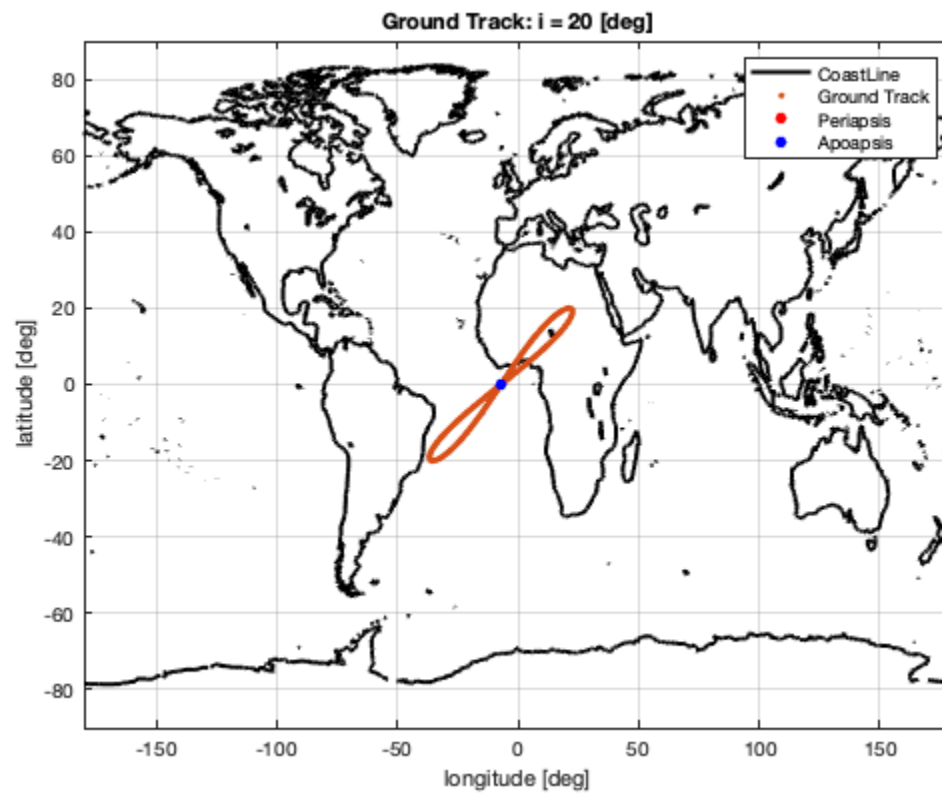 Ground Track: i = 20 [deg]
CoastLine
Ground Track
Periapsis
Apoapsis
80
60
40
20
0
-20
-40
-60
-80
latitude [deg]
-150 -100 -50 0 50 100 150
longitude [deg]